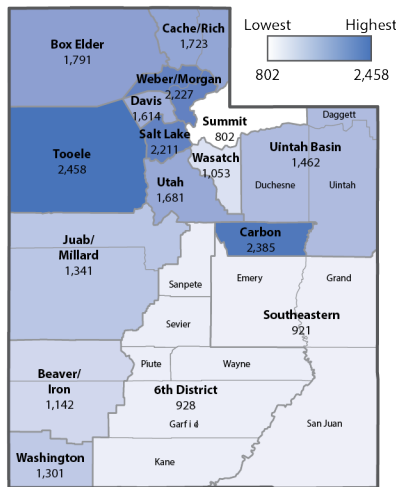 Lowest Highest
802 2,458
Cache/Rich
1,723
Box Elder
1,791
Weber/Morgan
2,227
Davis
1,614
Daggett
Summit
802
Salt Lake
2,211
Uintah Basin
1,462
Tooele
2,458
Wasatch
1,053
Utah
1,681
Duchesne Uintah
Carbon
2,385
Juab/
Millard
1,341
Emery Grand
Sanpete
Southeastern
921
Sevier
Piute Wayne
Beaver/
Iron
1,142
6th District
928
Garfield
San Juan
Washington
1,301
Kane